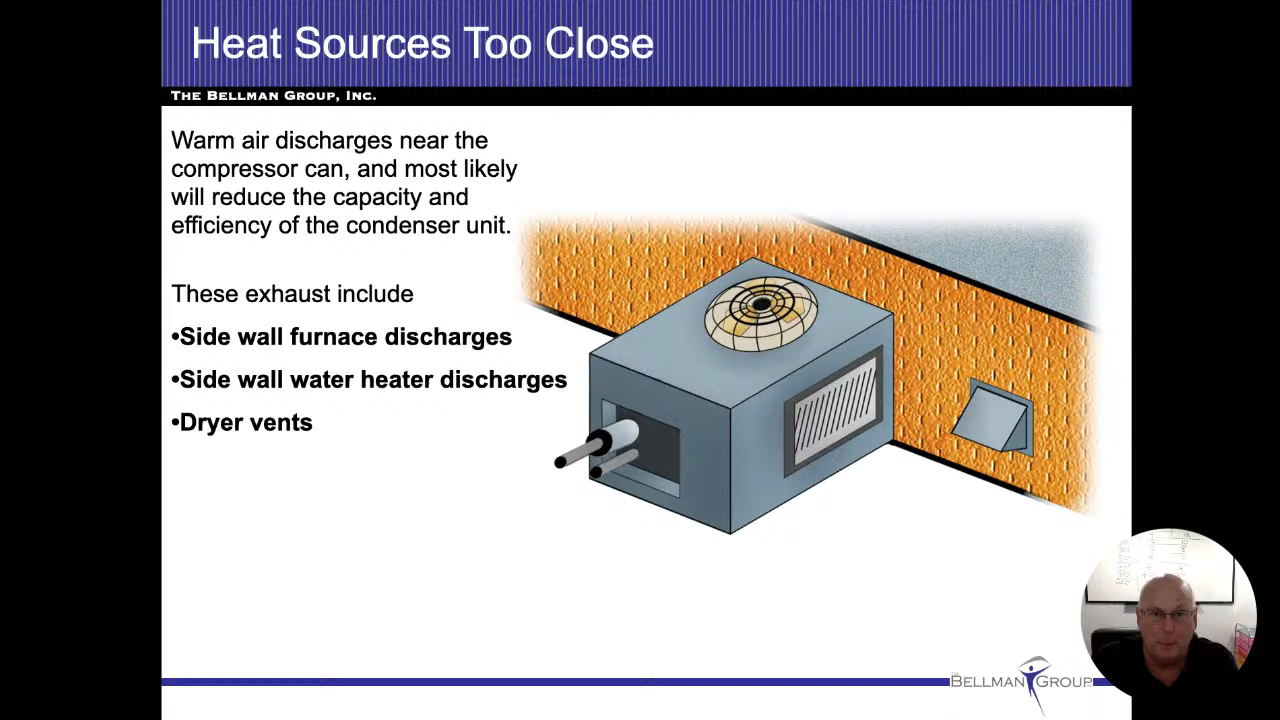 Heat Sources Too Close
THE BELLMAN GROUP, INC.
Warm air discharges near the
compressor can, and most likely
will reduce the capacity and
efficiency of the condenser unit.
These exhaust include
•Side wall furnace discharges
•Side wall water heater discharges
•Dryer vents
THE
BELLMAN GROUP